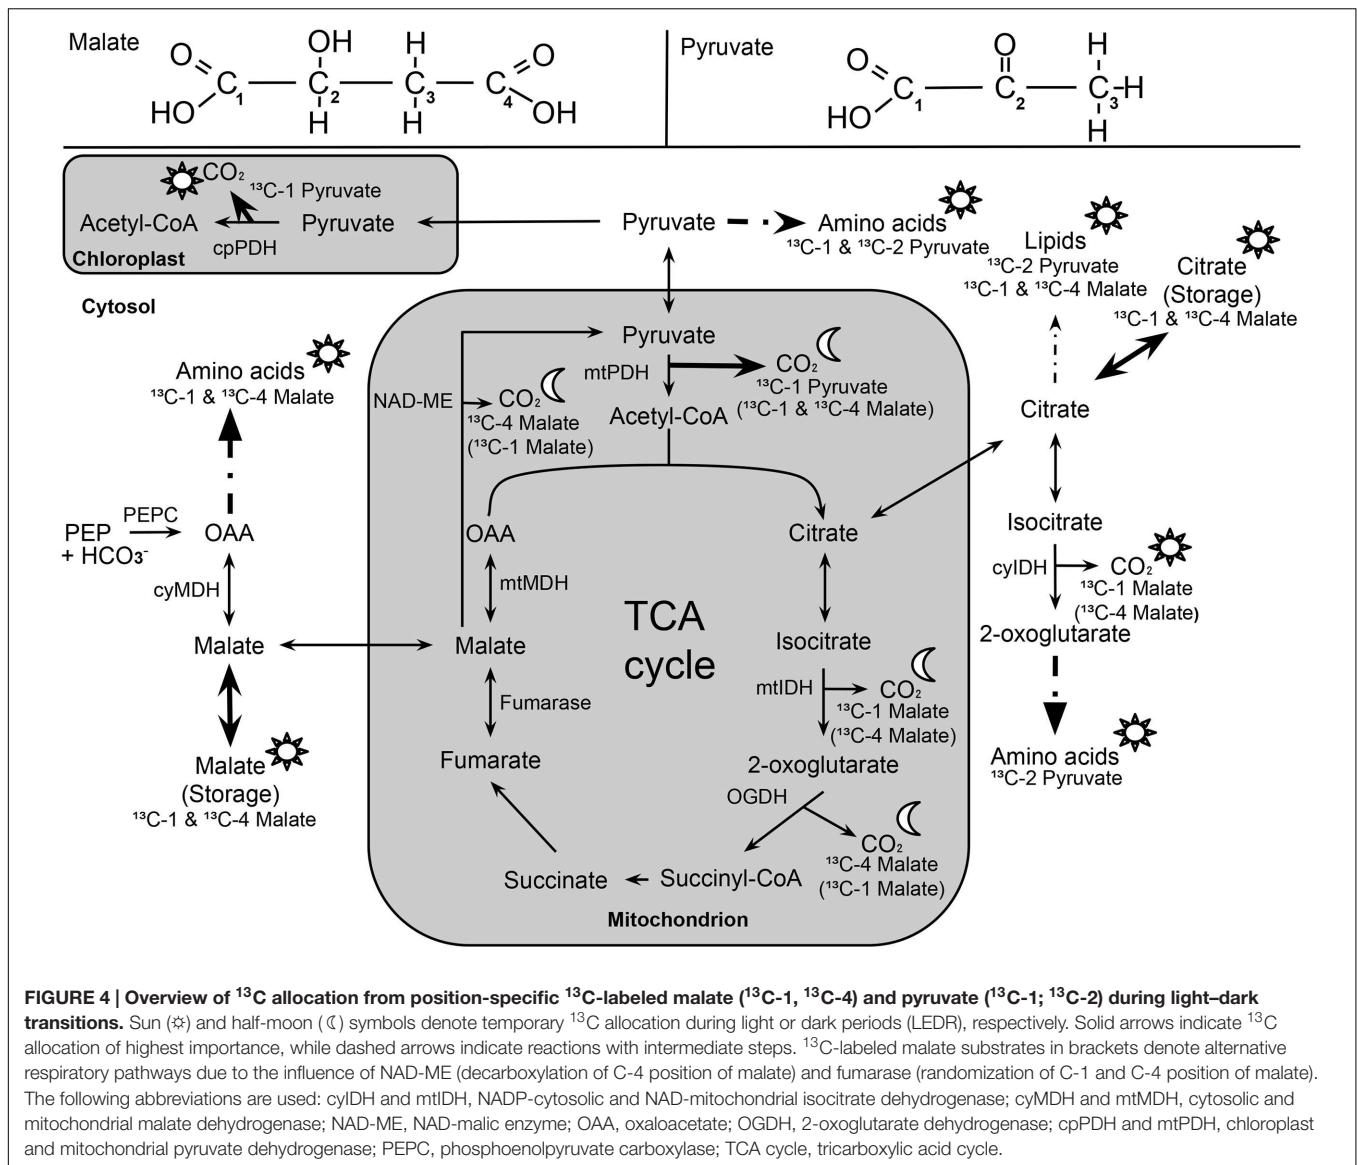 Malate
O
C1
HO
OH
C2
H
H
C3
H
O
C4
OH
Pyruvate
O
C1
HO
O
C2
H
C3-H
H
CO2
¹³C-1 Pyruvate
Acetyl-CoA
Pyruvate
cpPDH
Chloroplast
Cytosol
Pyruvate
Amino acids
¹³C-1 & ¹³C-2 Pyruvate
Lipids
¹³C-2 Pyruvate
¹³C-1 & ¹³C-4 Malate
Citrate
(Storage)
¹³C-1 & ¹³C-4 Malate
Amino acids
¹³C-1 & ¹³C-4 Malate
PEPC
PEP
+ HCO3-
OAA
cyMDH
Malate
Malate
(Storage)
¹³C-1 & ¹³C-4 Malate
Pyruvate
mtPDH
CO2
¹³C-1 Pyruvate
(¹³C-1 & ¹³C-4 Malate)
NAD-ME
CO2
¹³C-4 Malate
(¹³C-1 Malate)
Acetyl-CoA
OAA
mtMDH
Malate
Fumarase
Fumarate
TCA
cycle
Citrate
Isocitrate
mtIDH
CO2
¹³C-1 Malate
(¹³C-4 Malate)
2-oxoglutarate
OGDH
CO2
¹³C-4 Malate
(¹³C-1 Malate)
Succinate
Succinyl-CoA
Mitochondrion
Citrate
Isocitrate
cyIDH
CO2
¹³C-1 Malate
(¹³C-4 Malate)
2-oxoglutarate
Amino acids
¹³C-2 Pyruvate
FIGURE 4 | Overview of ¹³C allocation from position-specific ¹³C-labeled malate (¹³C-1, ¹³C-4) and pyruvate (¹³C-1; ¹³C-2) during light–dark
transitions. Sun (☼) and half-moon (☾) symbols denote temporary ¹³C allocation during light or dark periods (LEDR), respectively. Solid arrows indicate ¹³C
allocation of highest importance, while dashed arrows indicate reactions with intermediate steps. ¹³C-labeled malate substrates in brackets denote alternative
respiratory pathways due to the influence of NAD-ME (decarboxylation of C-4 position of malate) and fumarase (randomization of C-1 and C-4 position of malate).
The following abbreviations are used: cyIDH and mtIDH, NADP-cytosolic and NAD-mitochondrial isocitrate dehydrogenase; cyMDH and mtMDH, cytosolic and
mitochondrial malate dehydrogenase; NAD-ME, NAD-malic enzyme; OAA, oxaloacetate; OGDH, 2-oxoglutarate dehydrogenase; cpPDH and mtPDH, chloroplast
and mitochondrial pyruvate dehydrogenase; PEPC, phosphoenolpyruvate carboxylase; TCA cycle, tricarboxylic acid cycle.